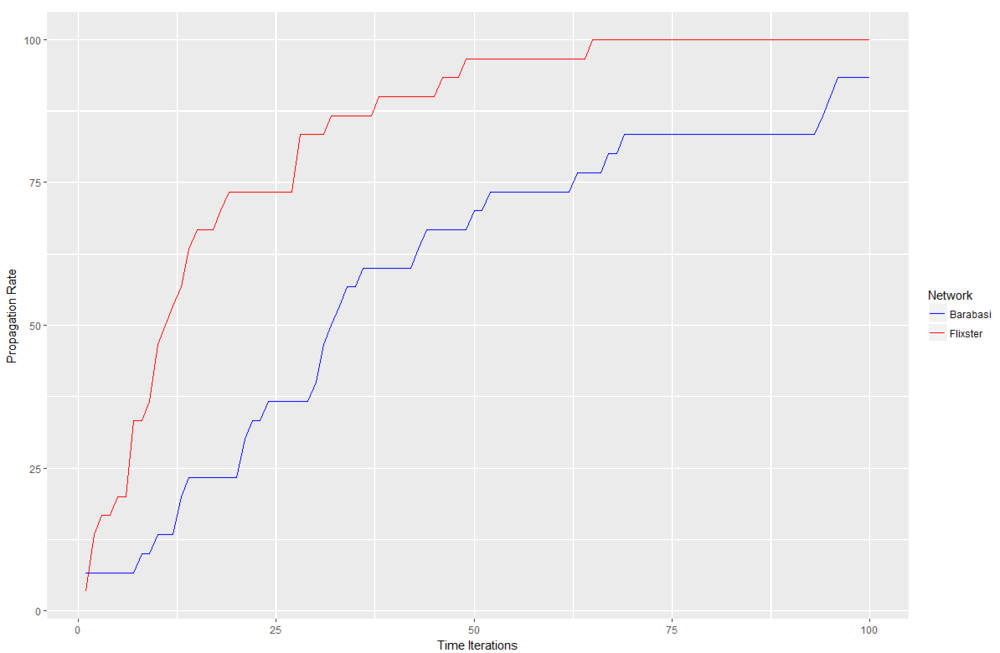 100
75
50
25
0
Propagation Rate
0 25 50 75 100
Time Iterations
Network
Barabasi
Flixster